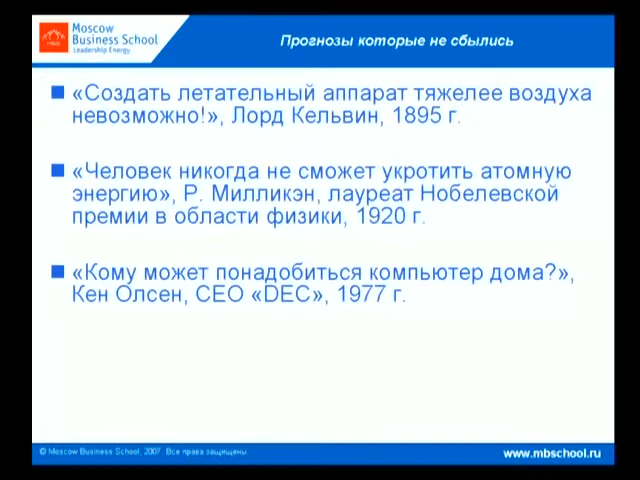 Moscow
Business School
Leadership Energy
Прогнозы которые не сбылись
«Создать летательный аппарат тяжелее воздуха
невозможно!», Лорд Кельвин, 1895 г.
«Человек никогда не сможет укротить атомную
энергию», Р. Милликэн, лауреат Нобелевской
премии в области физики, 1920 г.
«Кому может понадобиться компьютер дома?»,
Кен Олсен, CEO «DEC», 1977 г.
© Moscow Business School, 2007. Все права защищены.
www.mbschool.ru